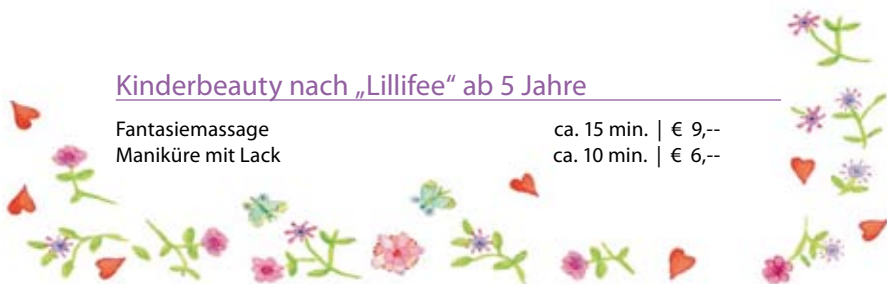 Kinderbeauty nach „Lillifee“ ab 5 Jahre
Fantasiemassage ca. 15 min. | € 9,--
Maniküre mit Lack ca. 10 min. | € 6,--